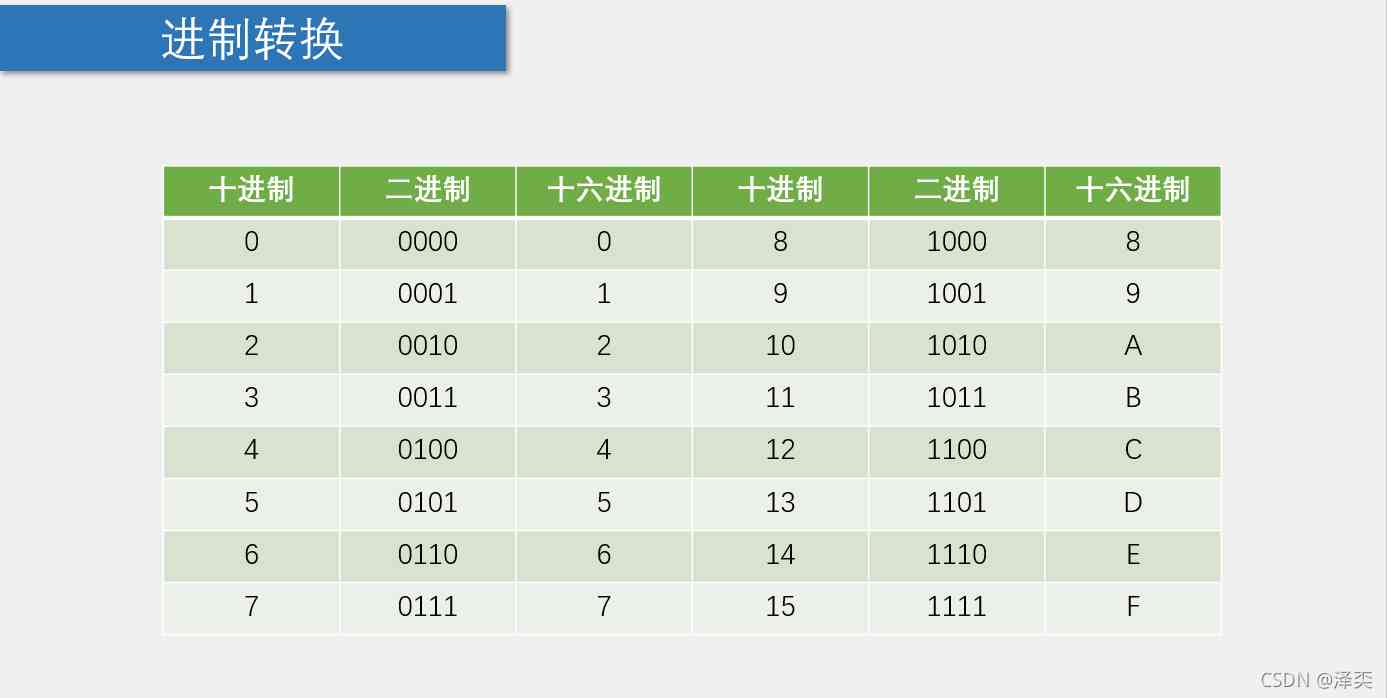 进制转换
十进制 二进制 十六进制 十进制 二进制 十六进制
0 0000 0 8 1000 8
1 0001 1 9 1001 9
2 0010 2 10 1010 A
3 0011 3 11 1011 B
4 0100 4 12 1100 C
5 0101 5 13 1101 D
6 0110 6 14 1110 E
7 0111 7 15 1111 F
CSDN @泽奕